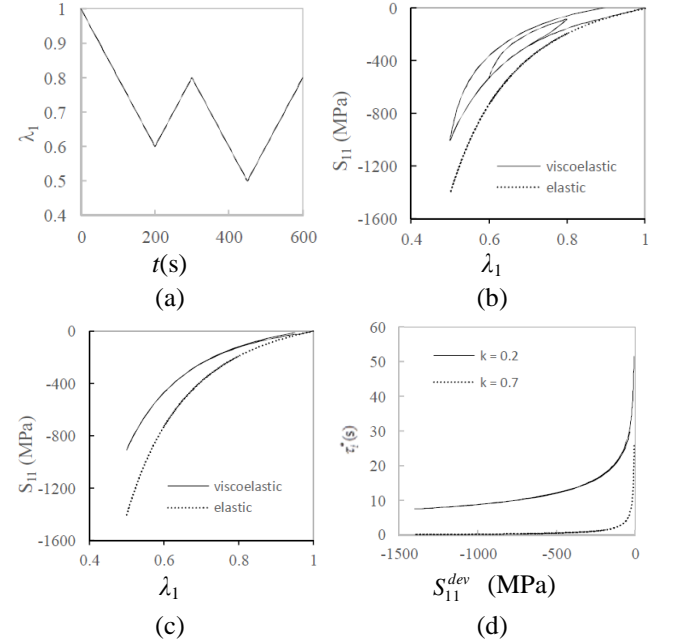 1
0.9
0.8
0.7
0.6
0.5
0.4
λ₁
0 200 400 600
t(s)
(a)
0
-400
-800
-1200
-1600
S₁₁ (MPa)
viscoelastic
elastic
0.4 0.6 0.8 1
λ₁
(b)
0
-400
-800
-1200
-1600
S₁₁ (MPa)
viscoelastic
elastic
0.4 0.6 0.8 1
λ₁
(c)
60
50
40
30
20
10
0
τᵢ*(s)
k = 0.2
k = 0.7
-1500 -1000 -500 0
S₁₁ᵈᵉᵛ (MPa)
(d)